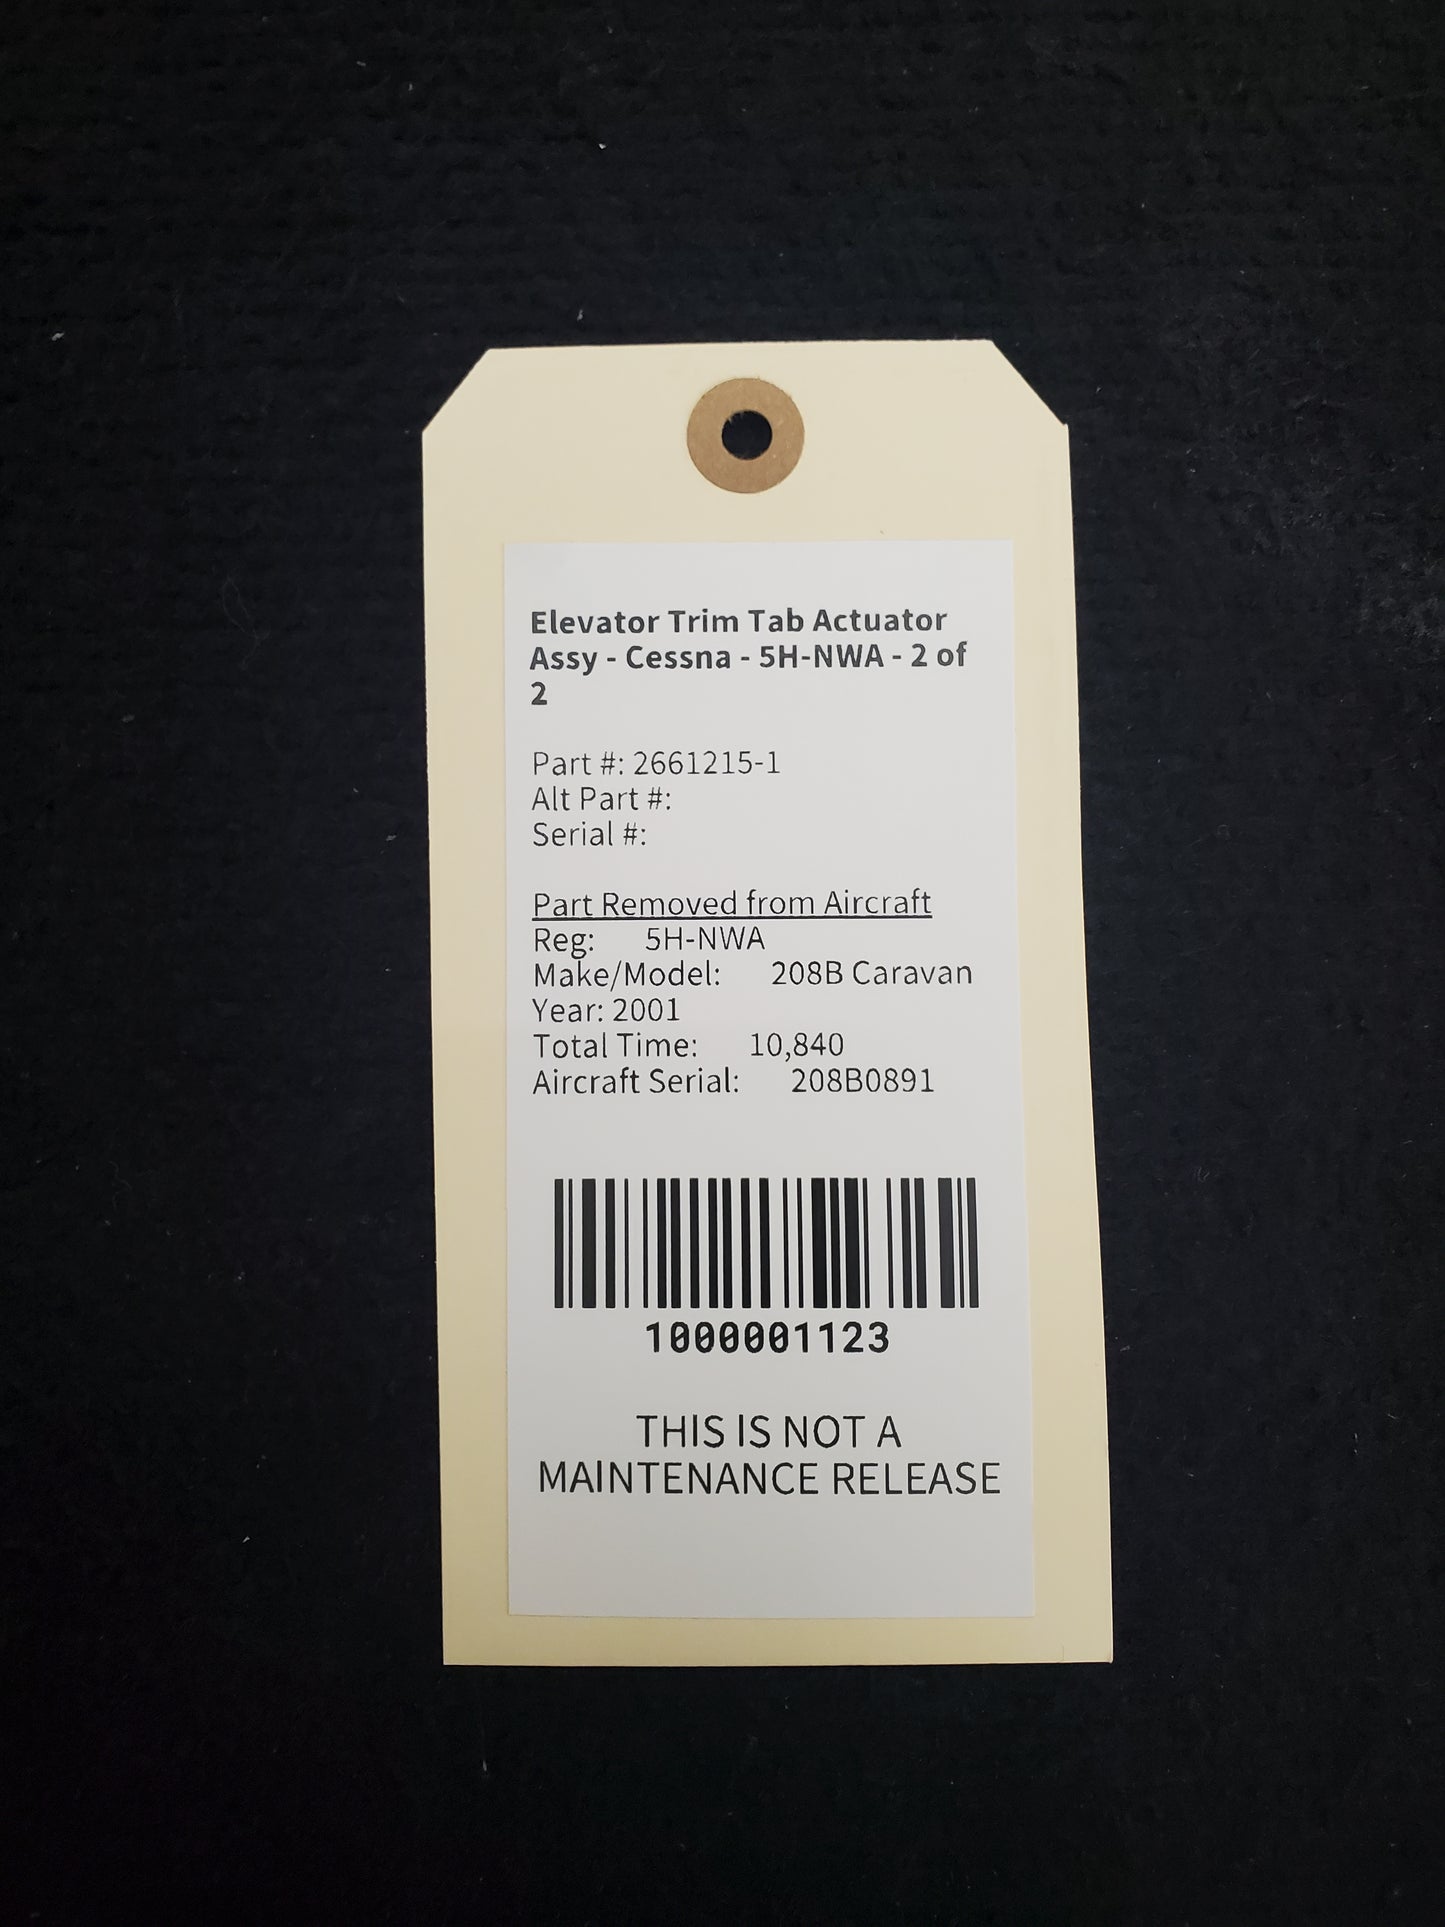 Elevator Trim Tab Actuator
Assy - Cessna - 5H-NWA - 2 of
2
Part #: 2661215-1
Alt Part #:
Serial #:
Part Removed from Aircraft
Reg: 5H-NWA
Make/Model: 208B Caravan
Year: 2001
Total Time: 10,840
Aircraft Serial: 208B0891
1000001123
THIS IS NOT A
MAINTENANCE RELEASE